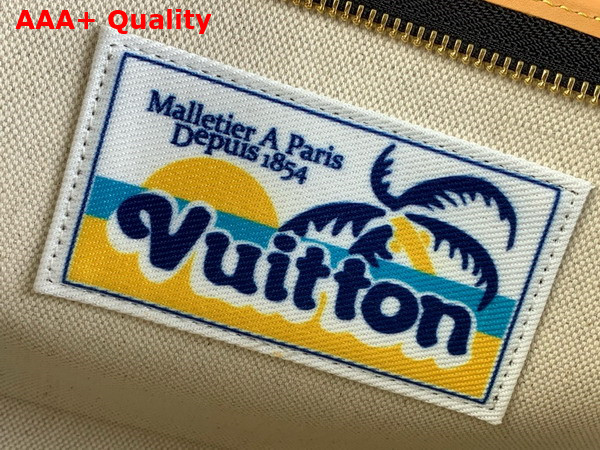 AAA+ Quality
Malletier A Paris
Depuis 1854
Vuitton